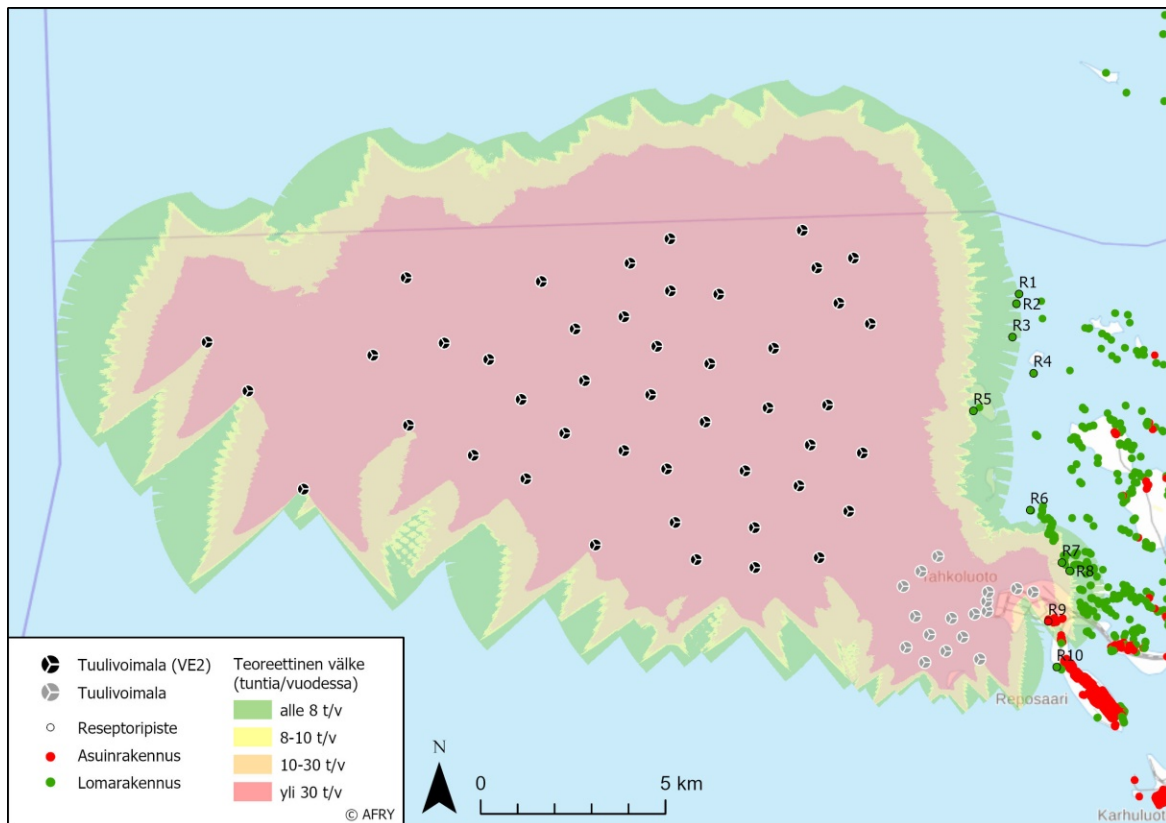 R1
R2
R3
R4
R5
R6
R7
R8
Tahkoluoto
R9
R10
Reposaari
Karhuluoto
Tuulivoimala (VE2)
Tuulivoimala
Reseptoripiste
Asuinrakennus
Lomarakennus
Teoreettinen välke
(tuntia/vuodessa)
alle 8 t/v
8-10 t/v
10-30 t/v
yli 30 t/v
© AFRY
N
0 5 km